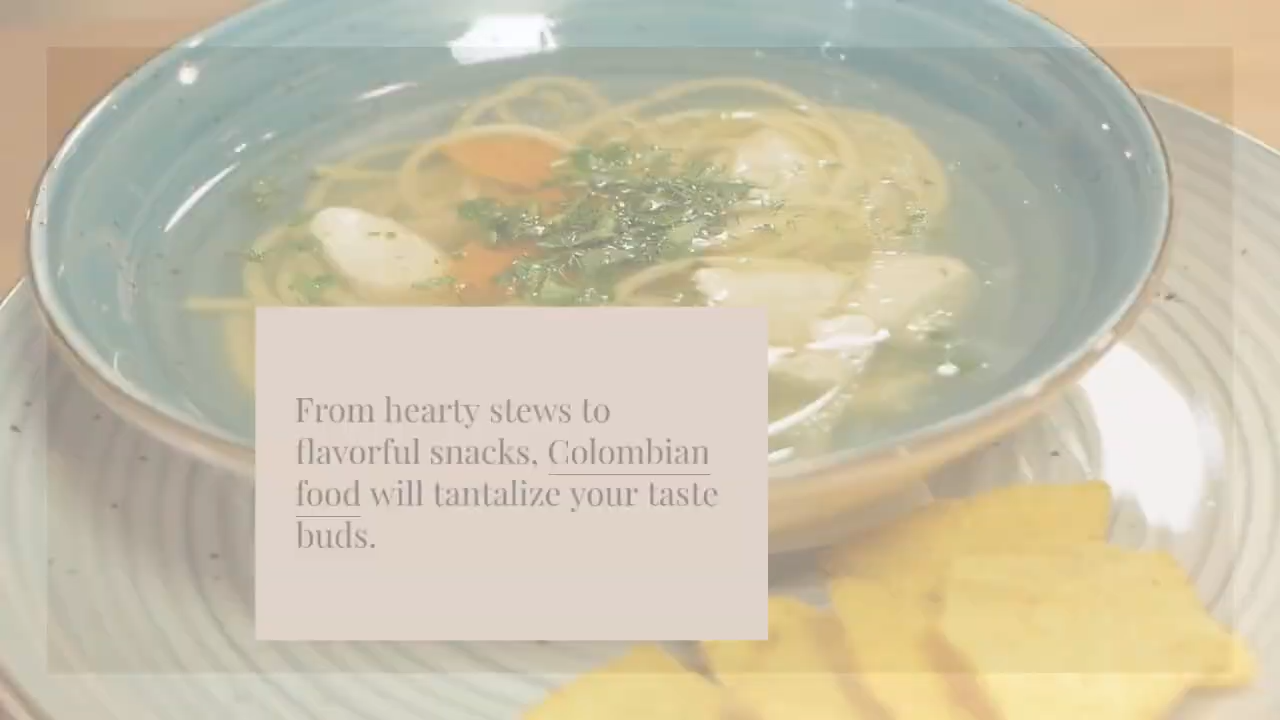 From hearty stews to
flavorful snacks, Colombian
food will tantalize your taste
buds.